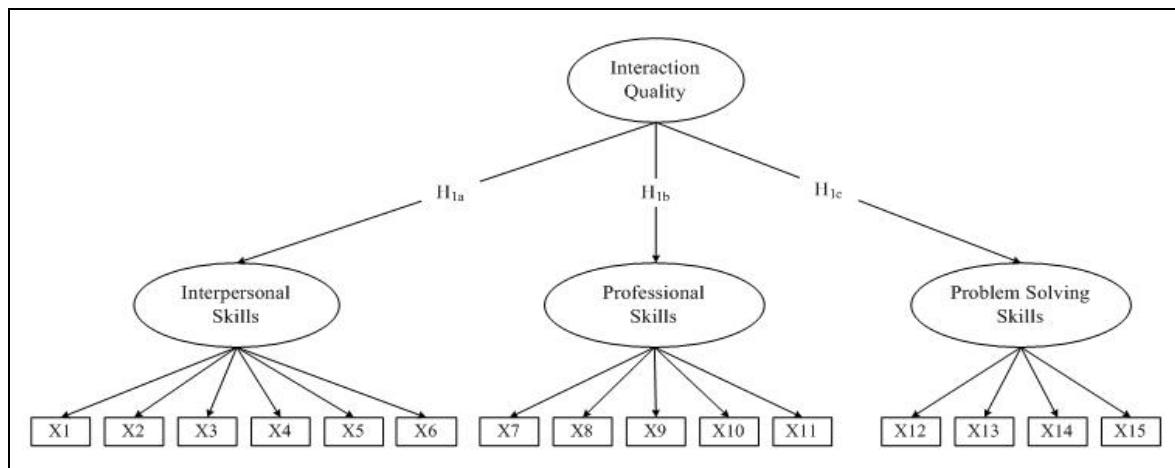 Interaction
Quality
H1a
H1b
H1c
Interpersonal
Skills
Professional
Skills
Problem Solving
Skills
X1 X2 X3 X4 X5 X6 X7 X8 X9 X10 X11 X12 X13 X14 X15